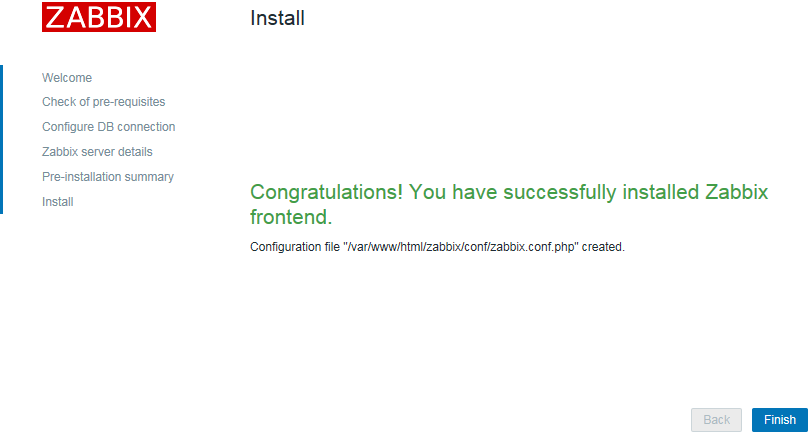 ZABBIX
Install
Welcome
Check of pre-requisites
Configure DB connection
Zabbix server details
Pre-installation summary
Install
Congratulations! You have successfully installed Zabbix
frontend.
Configuration file "/var/www/html/zabbix/conf/zabbix.conf.php" created.
Back
Finish